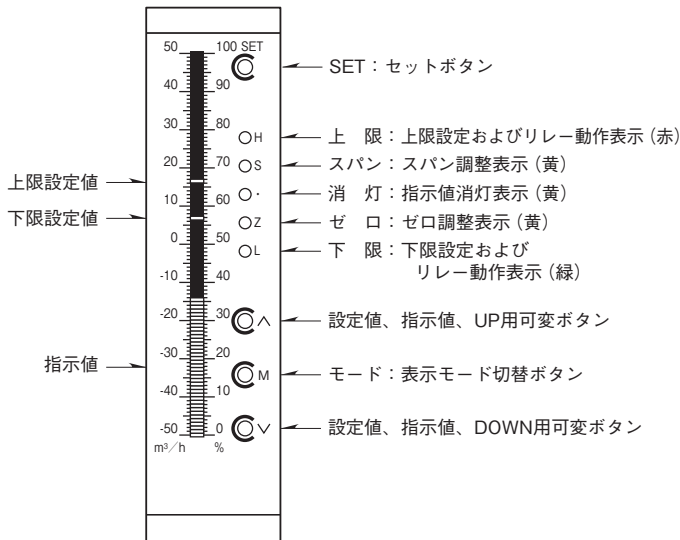 50 100 SET
SET：セットボタン
40 90
30 80
H
上　限：上限設定およびリレー動作表示（赤）
20 70
S
スパン：スパン調整表示（黄）
上限設定値
・
消　灯：指示値消灯表示（黄）
10 60
下限設定値
Z
ゼ　ロ：ゼロ調整表示（黄）
0 50
L
下　限：下限設定および
リレー動作表示（緑）
-10 40
-20 30
∧
設定値、指示値、UP用可変ボタン
-30 20
指示値
M
モード：表示モード切替ボタン
-40 10
-50 0
∨
設定値、指示値、DOWN用可変ボタン
m³／h %